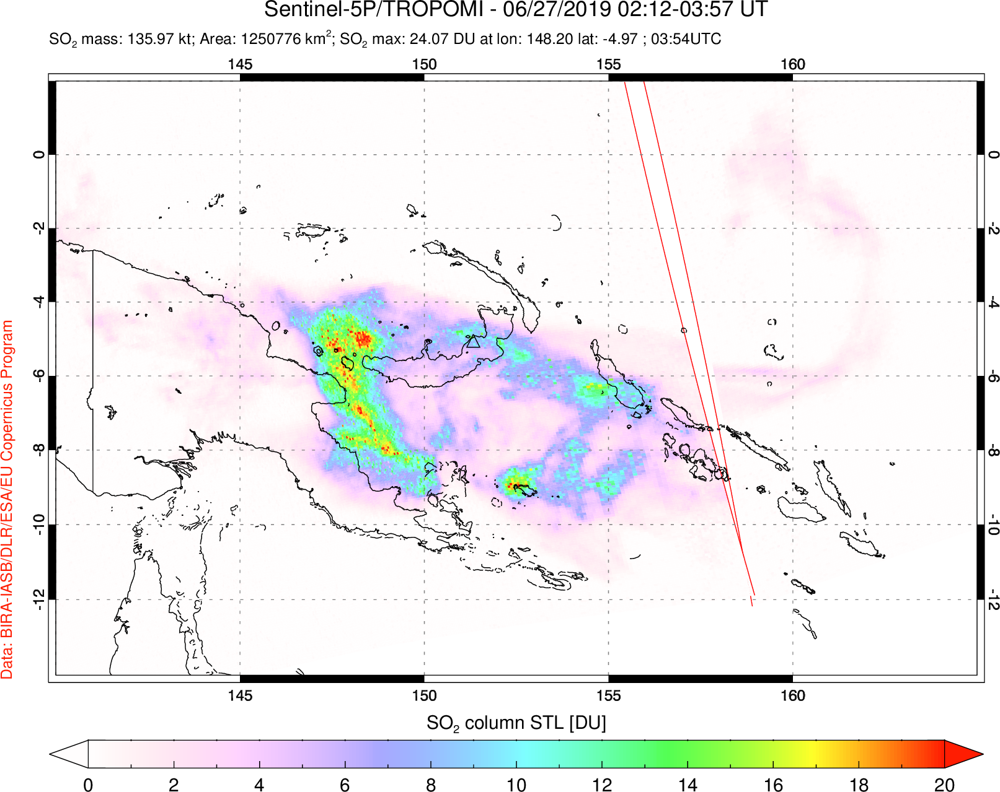 Sentinel-5P/TROPOMI - 06/27/2019 02:12-03:57 UT
SO₂ mass: 135.97 kt; Area: 1250776 km²; SO₂ max: 24.07 DU at lon: 148.20 lat: -4.97 ; 03:54UTC
145 150 155 160
0 0
-2 -2
-4 -4
-6 -6
-8 -8
-10 -10
-12 -12
Data: BIRA-IASB/DLR/ESA/EU Copernicus Program
145 150 155 160
SO₂ column STL [DU]
0 2 4 6 8 10 12 14 16 18 20